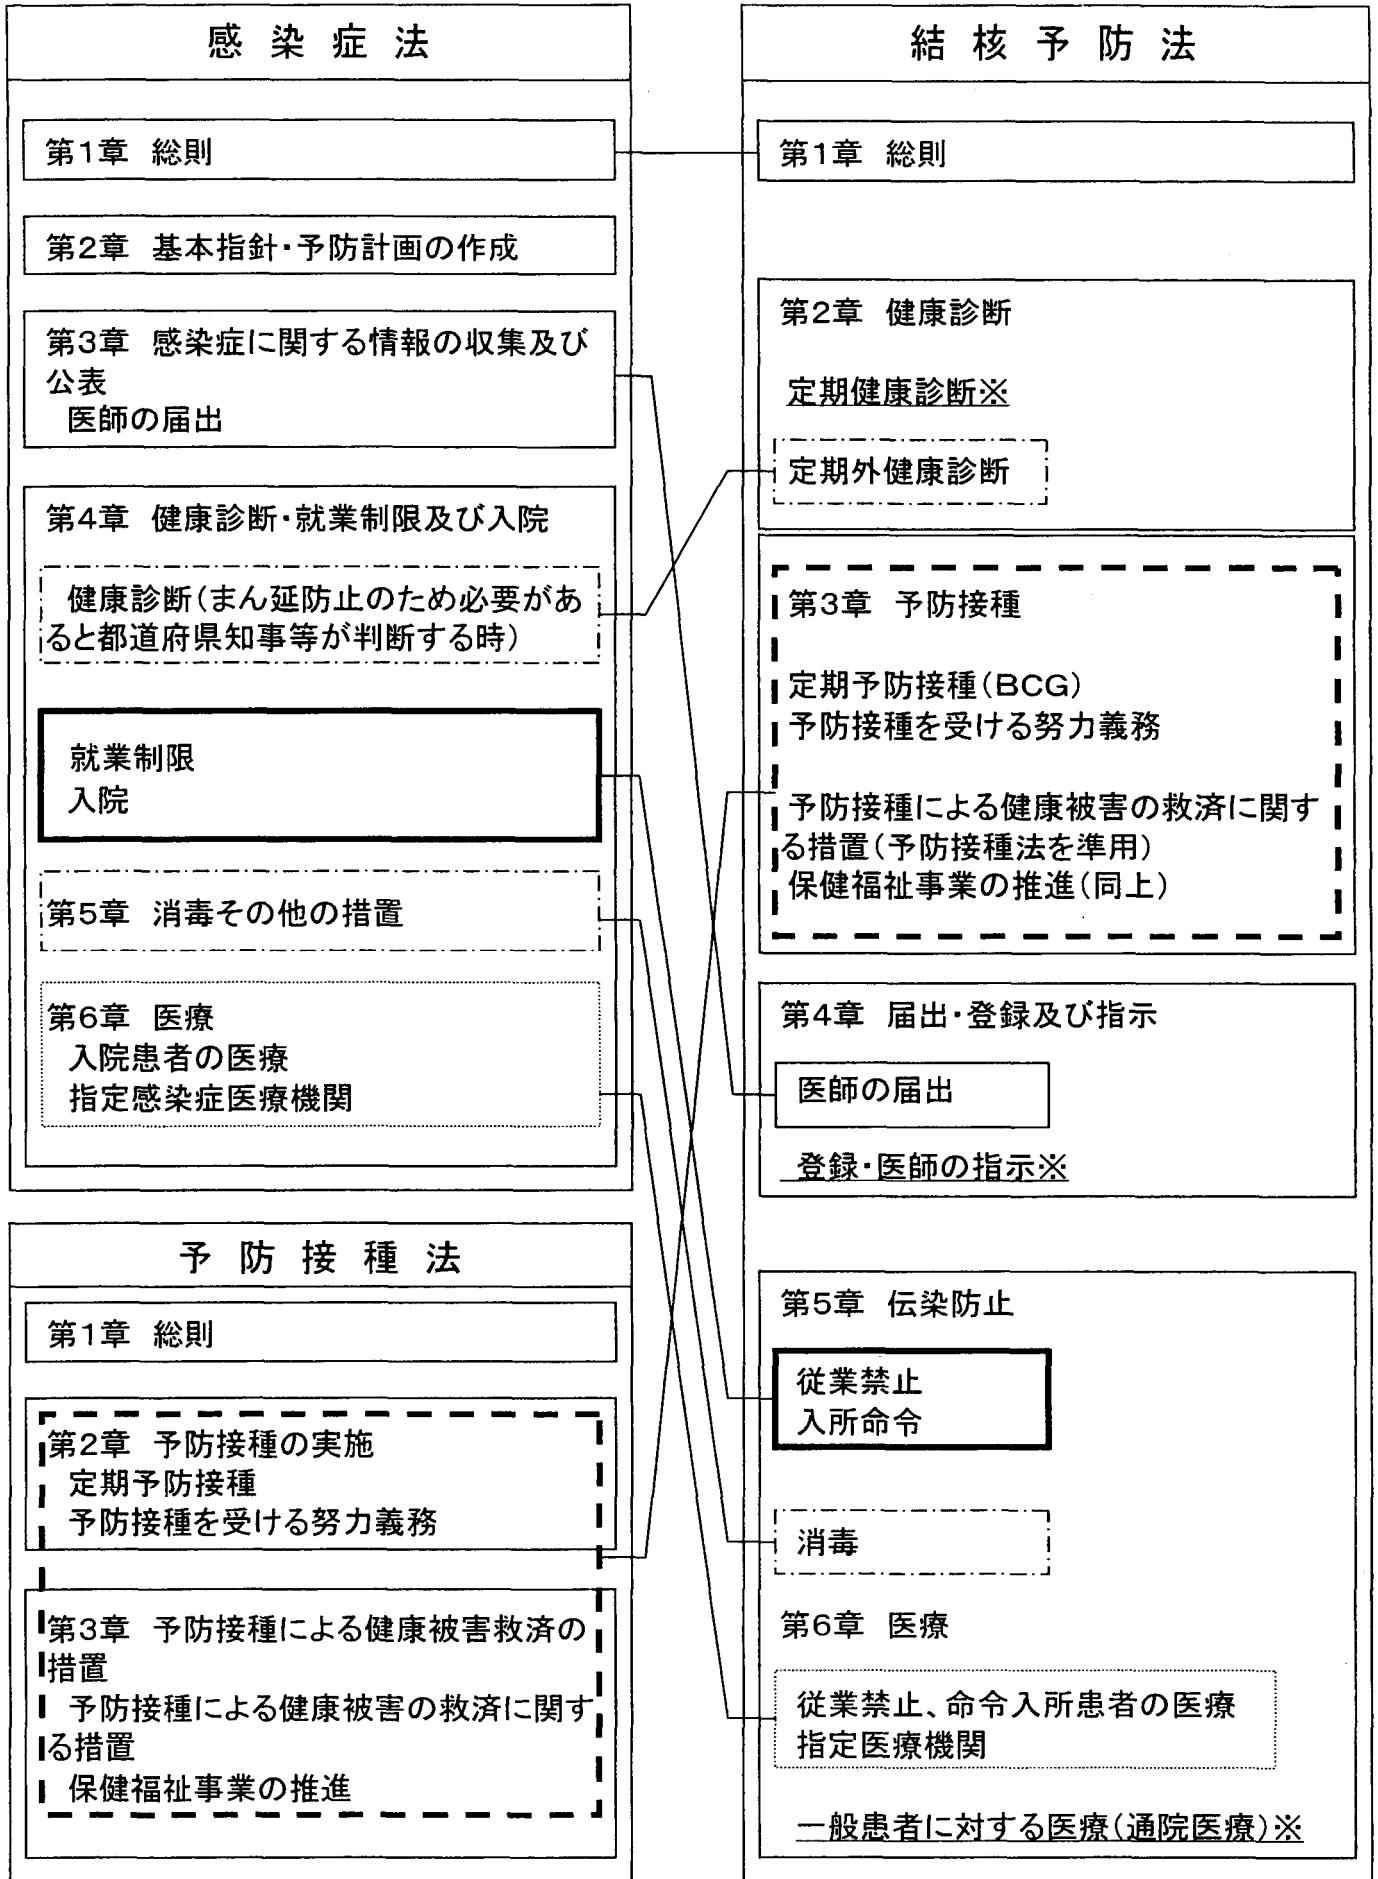 感染症法
第1章 総則
第2章 基本指針・予防計画の作成
第3章 感染症に関する情報の収集及び
公表
医師の届出
第4章 健康診断・就業制限及び入院
健康診断(まん延防止のため必要があ
ると都道府県知事等が判断する時)
就業制限
入院
第5章 消毒その他の措置
第6章 医療
入院患者の医療
指定感染症医療機関
予防接種法
第1章 総則
第2章 予防接種の実施
定期予防接種
予防接種を受ける努力義務
第3章 予防接種による健康被害救済の
措置
予防接種による健康被害の救済に関す
る措置
保健福祉事業の推進
結核予防法
第1章 総則
第2章 健康診断
定期健康診断※
定期外健康診断
第3章 予防接種
定期予防接種(BCG)
予防接種を受ける努力義務
予防接種による健康被害の救済に関す
る措置(予防接種法を準用)
保健福祉事業の推進(同上)
第4章 届出・登録及び指示
医師の届出
登録・医師の指示※
第5章 伝染防止
従業禁止
入所命令
消毒
第6章 医療
従業禁止、命令入所患者の医療
指定医療機関
一般患者に対する医療(通院医療)※